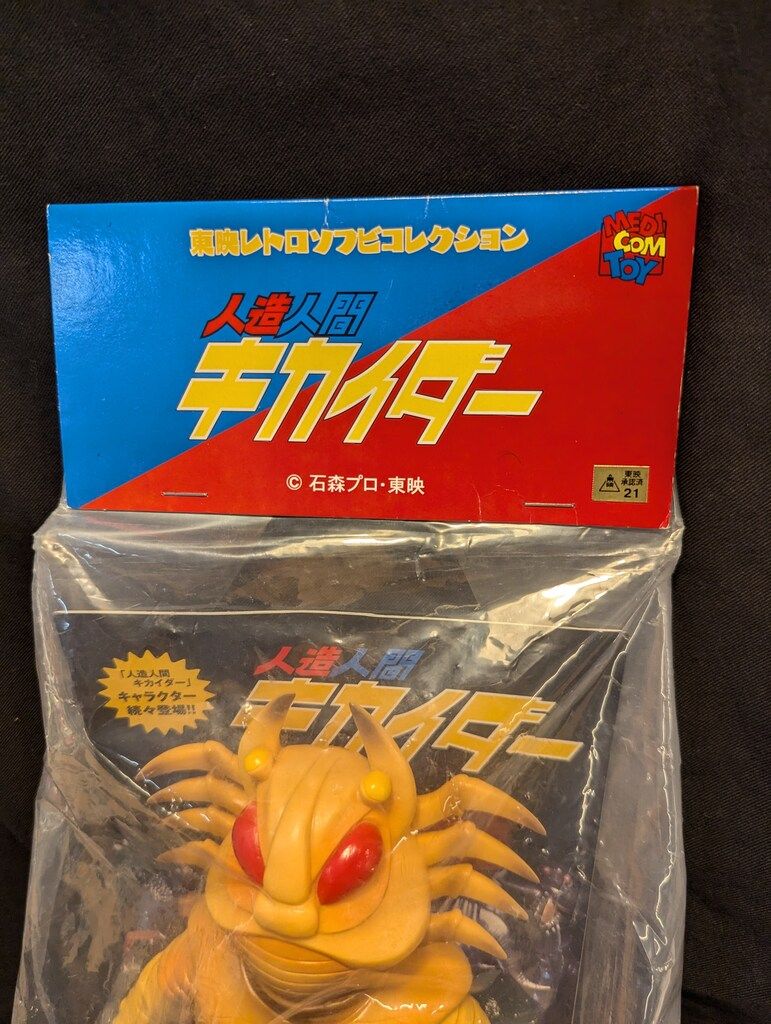 東映レトロソフビコレクション
MEDI
COM
TOY
人造人間
キカイダー
© 石森プロ・東映
東映
承認済
21
「人造人間
キカイダー」
キャラクター
続々登場!!
人造人間
キカイダー